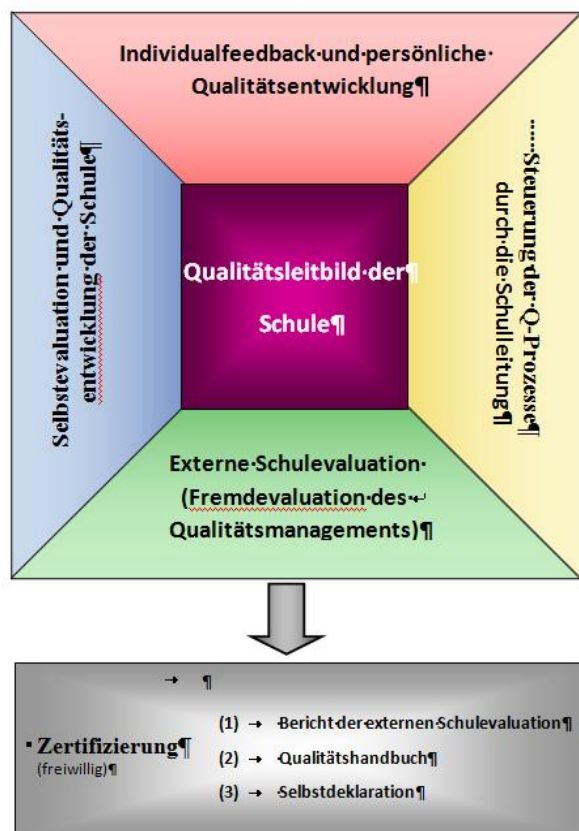 Individualfeedback·und·persönliche·
Qualitätsentwicklung¶
Selbstevaluation·und·Qualitäts-
entwicklung·der·Schule¶
Qualitätsleitbild·der¶
Schule¶
·····Steuerung·der·Q-Prozesse¶
durch·die·Schulleitung¶
Externe·Schulevaluation·
(Fremdevaluation·des·↵
Qualitätsmanagements)¶
→ ¶
▪ Zertifizierung¶
(freiwillig)¶
(1) → Bericht·der·externen·Schulevaluation¶
(2) → Qualitätshandbuch¶
(3) → Selbstdeklaration¶